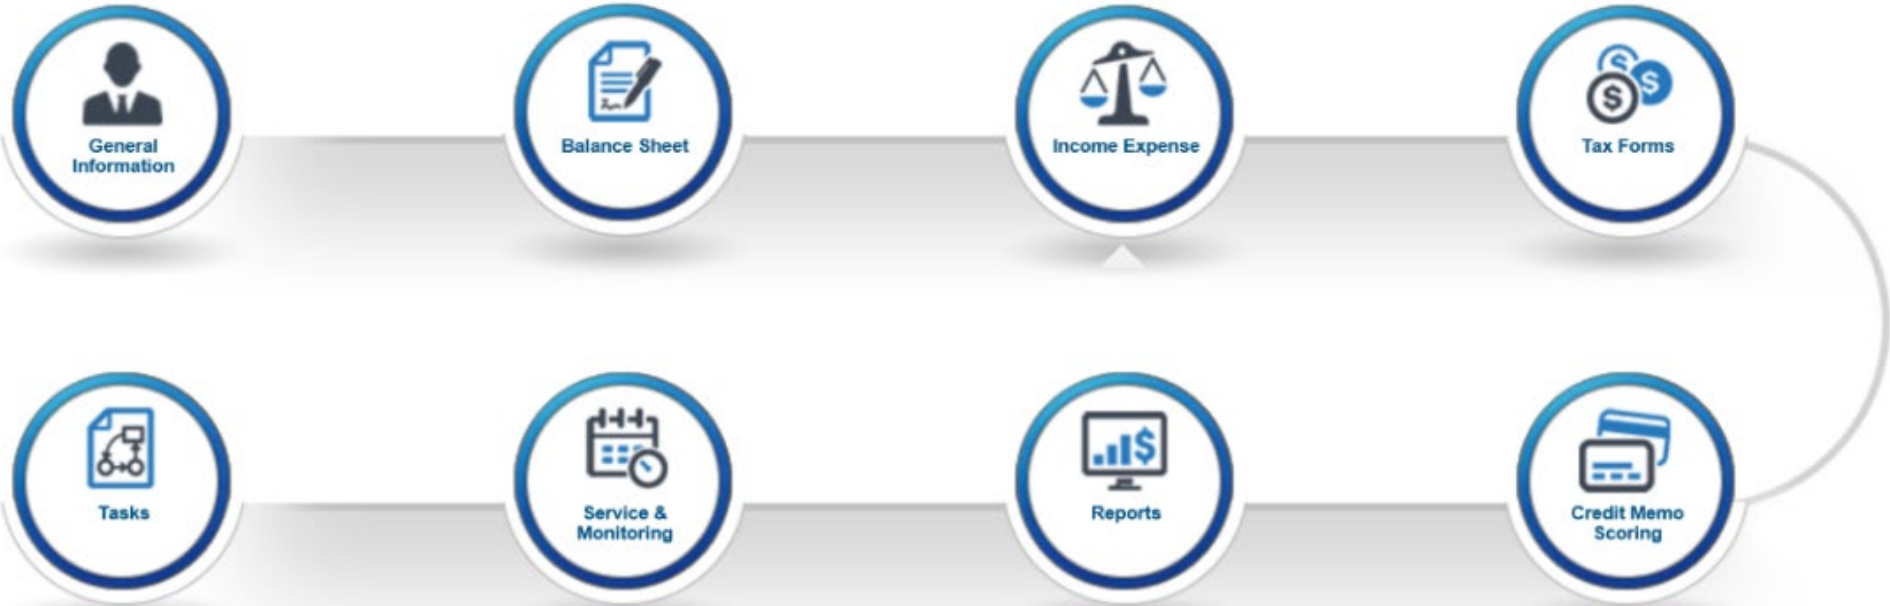 General
Information
Balance Sheet
Income Expense
$
$
$
Tax Forms
Tasks
Service &
Monitoring
$
Reports
Credit Memo
Scoring